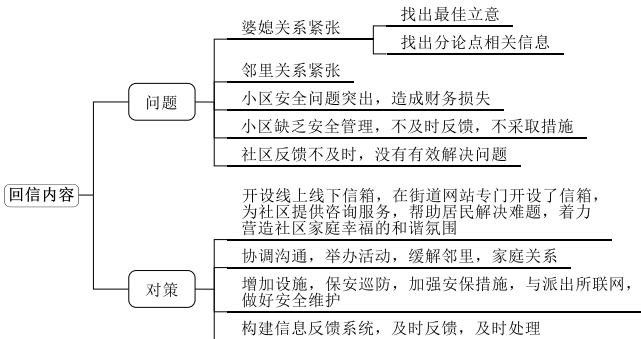 回信内容
问题
婆媳关系紧张
找出最佳立意
找出分论点相关信息
邻里关系紧张
小区安全问题突出，造成财务损失
小区缺乏安全管理，不及时反馈，不采取措施
社区反馈不及时，没有有效解决问题
对策
开设线上线下信箱，在街道网站专门开设了信箱，
为社区提供咨询服务，帮助居民解决难题，着力
营造社区家庭幸福的和谐氛围
协调沟通，举办活动，缓解邻里，家庭关系
增加设施，保安巡防，加强安保措施，与派出所联网，
做好安全维护
构建信息反馈系统，及时反馈，及时处理